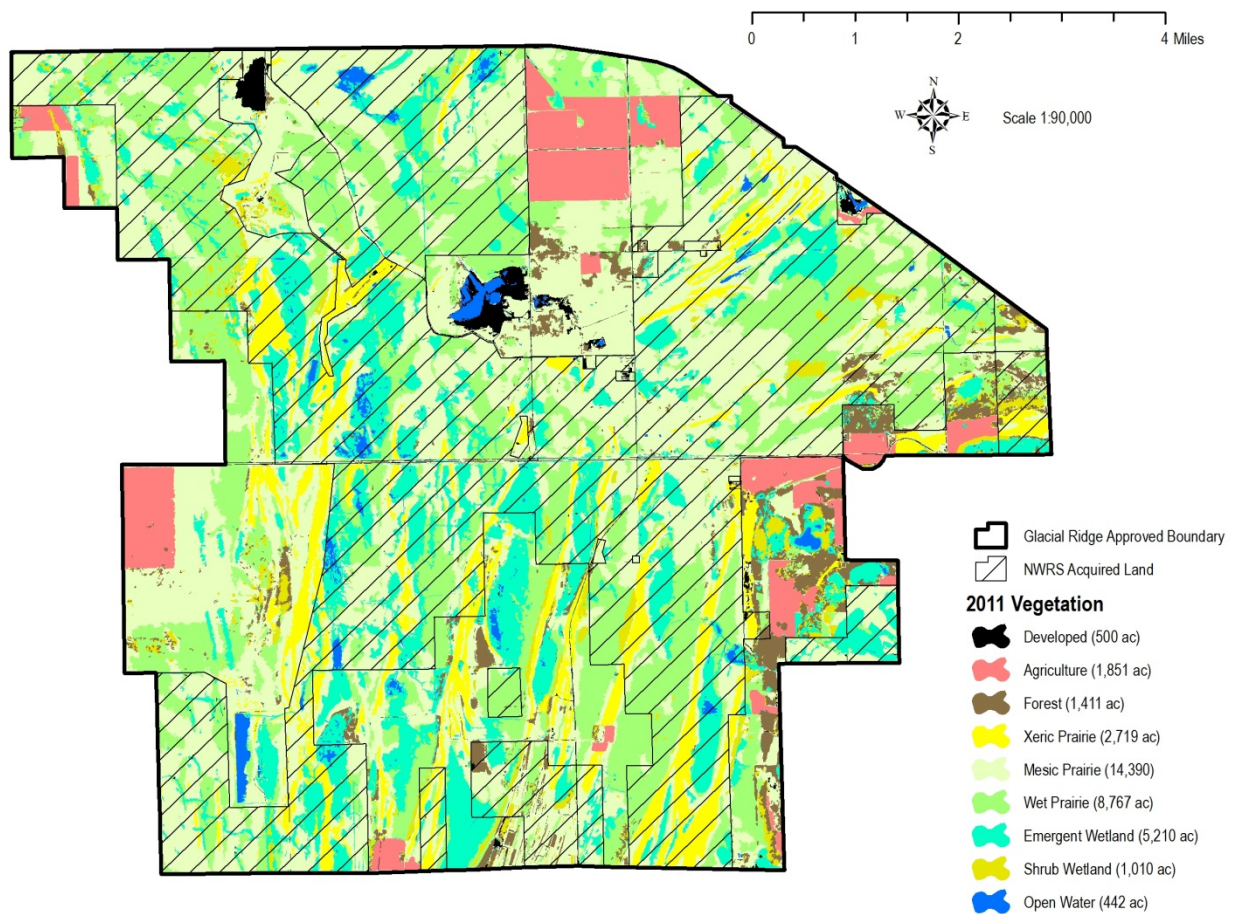 0 1 2 4 Miles
N
W E
S
Scale 1:90,000
Glacial Ridge Approved Boundary
NWRS Acquired Land
2011 Vegetation
Developed (500 ac)
Agriculture (1,851 ac)
Forest (1,411 ac)
Xeric Prairie (2,719 ac)
Mesic Prairie (14,390)
Wet Prairie (8,767 ac)
Emergent Wetland (5,210 ac)
Shrub Wetland (1,010 ac)
Open Water (442 ac)